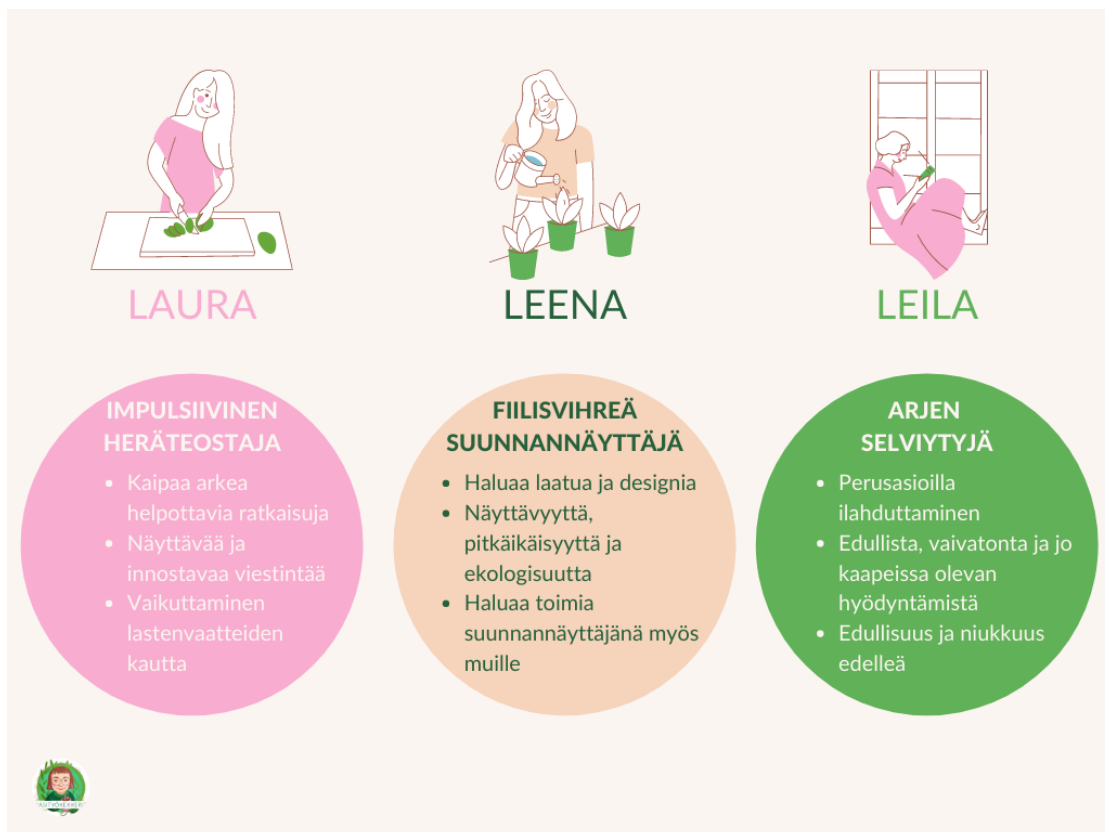 LAURA
IMPULSIIVINEN
HERÄTEOSTAJA
• Kaipaa arkea
helpottavia ratkaisuja
• Näyttävää ja
innostavaa viestintää
• Vaikuttaminen
lastenvaatteiden
kautta
LEENA
FIILISVIHREÄ
SUUNNANNÄYTTÄJÄ
• Haluaa laatua ja designia
• Näyttävyyttä,
pitkäikäisyyttä ja
ekologisuutta
• Haluaa toimia
suunnannäyttäjänä myös
muille
LEILA
ARJEN
SELVIYTYJÄ
• Perusasioilla
ilahduttaminen
• Edullista, vaivatonta ja jo
kaapeissa olevan
hyödyntämistä
• Edullisuus ja niukkuus
edelleä